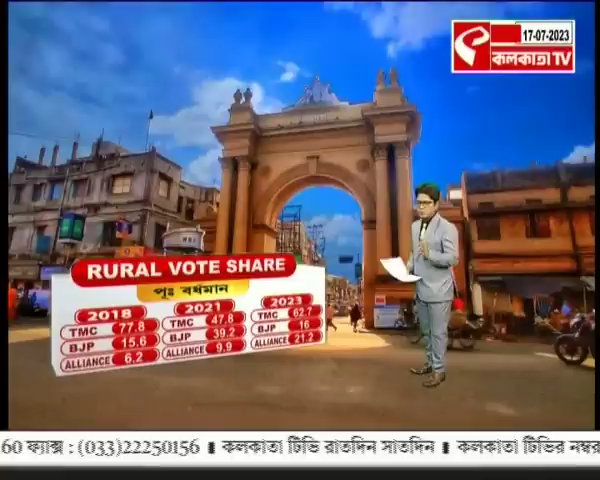 17-07-2023
কলকাতা TV
RURAL VOTE SHARE
পূঃ বর্ধমান
2018 2021 2023
TMC 77.8 TMC 47.8 TMC 62.7
BJP 15.6 BJP 39.2 BJP 16
ALLIANCE 6.2 ALLIANCE 9.9 ALLIANCE 21.2
60 ফ্যাক্স : (033)22250156 ∎ কলকাতা টিভি রাতদিন সাতদিন ∎ কলকাতা টিভির নম্বর